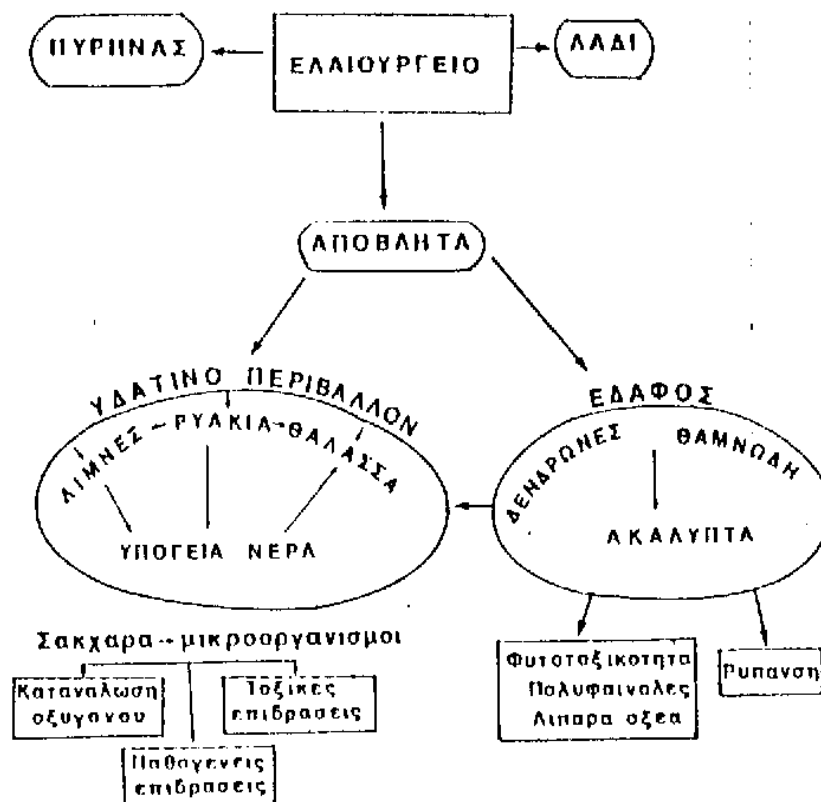 ΠΥΡΗΝΑΣ
ΕΛΑΙΟΥΡΓΕΙΟ
ΛΑΔΙ
ΑΠΟΒΛΗΤΑ
ΥΔΑΤΙΝΟ ΠΕΡΙΒΑΛΛΟΝ
ΛΙΜΝΕΣ – ΡΥΑΚΙΑ → ΘΑΛΑΣΣΑ
ΥΠΟΓΕΙΑ ΝΕΡΑ
ΕΔΑΦΟΣ
ΔΕΝΔΡΩΝΕΣ ΘΑΜΝΩΔΗ
ΑΚΑΛΥΠΤΑ
Σακχαρα → μικροοργανισμοι
Καταναλωση
οξυγονου
Τοξικες
επιδρασεις
Παθογενεις
επιδρασεις
Φυτοτοξικοτητα
Πολυφαινολες
Λιπαρα οξεα
Ρυπανση